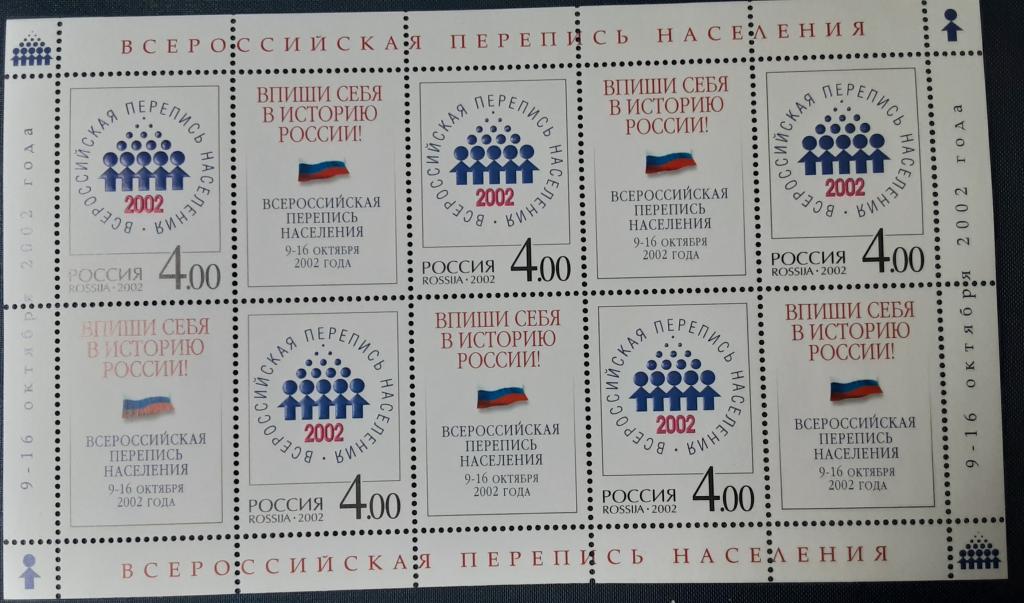 ВСЕРОССИЙСКАЯ ПЕРЕПИСЬ НАСЕЛЕНИЯ
9-16 октября 2002 года
ВСЕРОССИЙСКАЯ ПЕРЕПИСЬ НАСЕЛЕНИЯ
2002
РОССИЯ
ROSSIJA · 2002
4.00
ВПИШИ СЕБЯ
В ИСТОРИЮ
РОССИИ!
ВСЕРОССИЙСКАЯ
ПЕРЕПИСЬ
НАСЕЛЕНИЯ
9-16 ОКТЯБРЯ
2002 ГОДА
ВСЕРОССИЙСКАЯ ПЕРЕПИСЬ НАСЕЛЕНИЯ
2002
РОССИЯ
ROSSIJA · 2002
4.00
ВПИШИ СЕБЯ
В ИСТОРИЮ
РОССИИ!
ВСЕРОССИЙСКАЯ
ПЕРЕПИСЬ
НАСЕЛЕНИЯ
9-16 ОКТЯБРЯ
2002 ГОДА
ВСЕРОССИЙСКАЯ ПЕРЕПИСЬ НАСЕЛЕНИЯ
2002
РОССИЯ
ROSSIJA · 2002
4.00
9-16 октября 2002 года
ВПИШИ СЕБЯ
В ИСТОРИЮ
РОССИИ!
ВСЕРОССИЙСКАЯ
ПЕРЕПИСЬ
НАСЕЛЕНИЯ
9-16 ОКТЯБРЯ
2002 ГОДА
ВСЕРОССИЙСКАЯ ПЕРЕПИСЬ НАСЕЛЕНИЯ
2002
РОССИЯ
ROSSIJA · 2002
4.00
ВПИШИ СЕБЯ
В ИСТОРИЮ
РОССИИ!
ВСЕРОССИЙСКАЯ
ПЕРЕПИСЬ
НАСЕЛЕНИЯ
9-16 ОКТЯБРЯ
2002 ГОДА
ВСЕРОССИЙСКАЯ ПЕРЕПИСЬ НАСЕЛЕНИЯ
2002
РОССИЯ
ROSSIJA · 2002
4.00
ВПИШИ СЕБЯ
В ИСТОРИЮ
РОССИИ!
ВСЕРОССИЙСКАЯ
ПЕРЕПИСЬ
НАСЕЛЕНИЯ
9-16 ОКТЯБРЯ
2002 ГОДА
ВСЕРОССИЙСКАЯ ПЕРЕПИСЬ НАСЕЛЕНИЯ